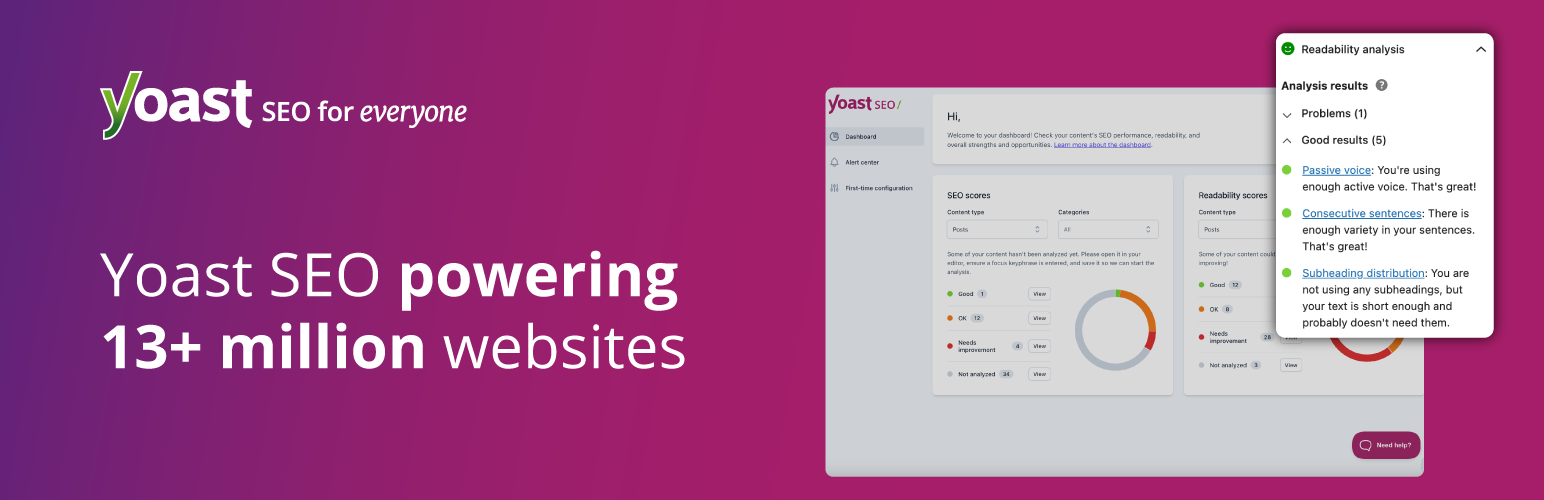 yoast SEO for everyone
Yoast SEO powering
13+ million websites
yoast SEO/
Dashboard
Alert center
First-time configuration
Hi,
Welcome to your dashboard! Check your content's SEO performance, readability, and
overall strengths and opportunities. Learn more about the dashboard.
SEO scores
Content type
Categories
Posts
All
Some of your content hasn't been analyzed yet. Please open it in your
editor, ensure a focus keyphrase is entered, and save it so we can start the
analysis.
Good 1 View
OK 12 View
Needs
improvement 4 View
Not analyzed 34 View
Readability scores
Content type
Posts
Some of your content could
improving!
Good 12
OK 8
Needs
improvement 28
Not analyzed 3 View
Need help?
Readability analysis
Analysis results ?
Problems (1)
Good results (5)
Passive voice: You're using
enough active voice. That's great!
Consecutive sentences: There is
enough variety in your sentences.
That's great!
Subheading distribution: You are
not using any subheadings, but
your text is short enough and
probably doesn't need them.